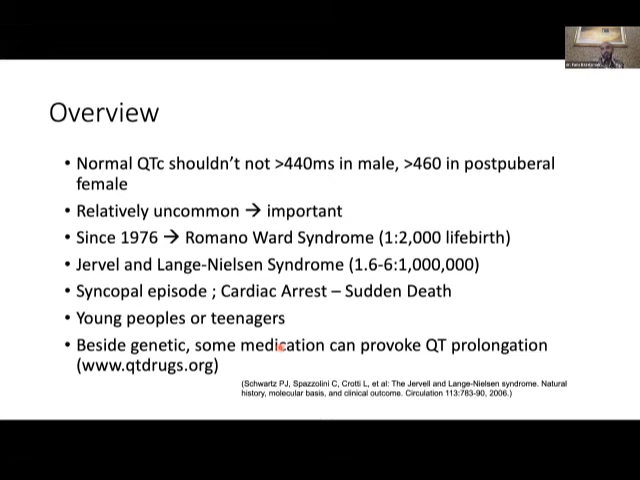 Overview
• Normal QTc shouldn't not >440ms in male, >460 in postpuberal
female
• Relatively uncommon → important
• Since 1976 → Romano Ward Syndrome (1:2,000 lifebirth)
• Jervel and Lange-Nielsen Syndrome (1.6-6:1,000,000)
• Syncopal episode ; Cardiac Arrest – Sudden Death
• Young peoples or teenagers
• Beside genetic, some medication can provoke QT prolongation
(www.qtdrugs.org)
(Schwartz PJ, Spazzolini C, Crotti L, et al: The Jervell and Lange-Nielsen syndrome. Natural
history, molecular basis, and clinical outcome. Circulation 113:783-90, 2006.)